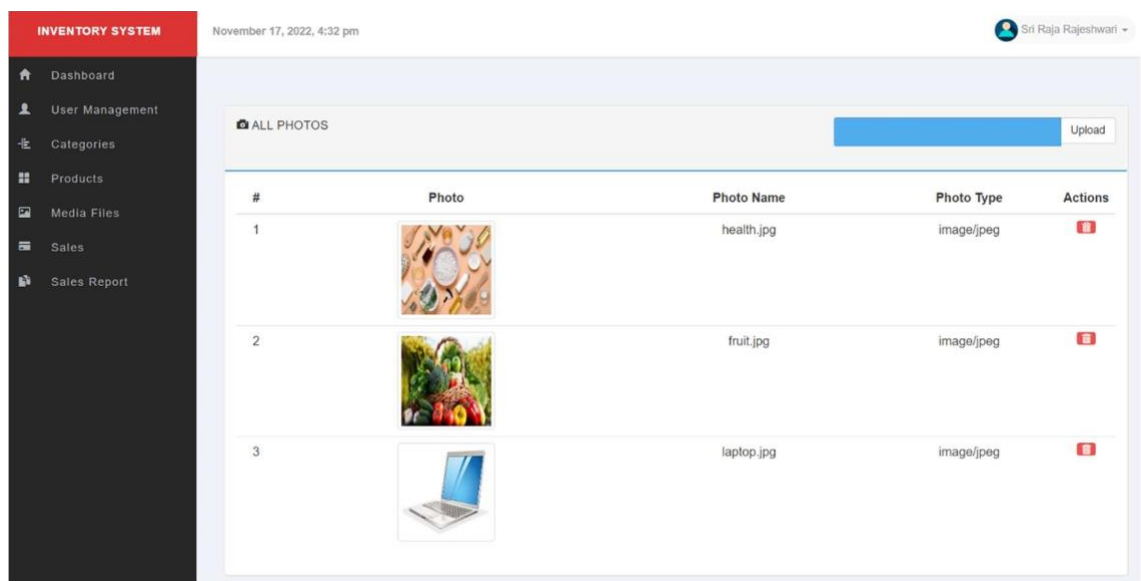 INVENTORY SYSTEM
November 17, 2022, 4:32 pm
Sri Raja Rajeshwari
Dashboard
User Management
Categories
Products
Media Files
Sales
Sales Report
ALL PHOTOS
Upload
# Photo Photo Name Photo Type Actions
1 health.jpg image/jpeg
2 fruit.jpg image/jpeg
3 laptop.jpg image/jpeg